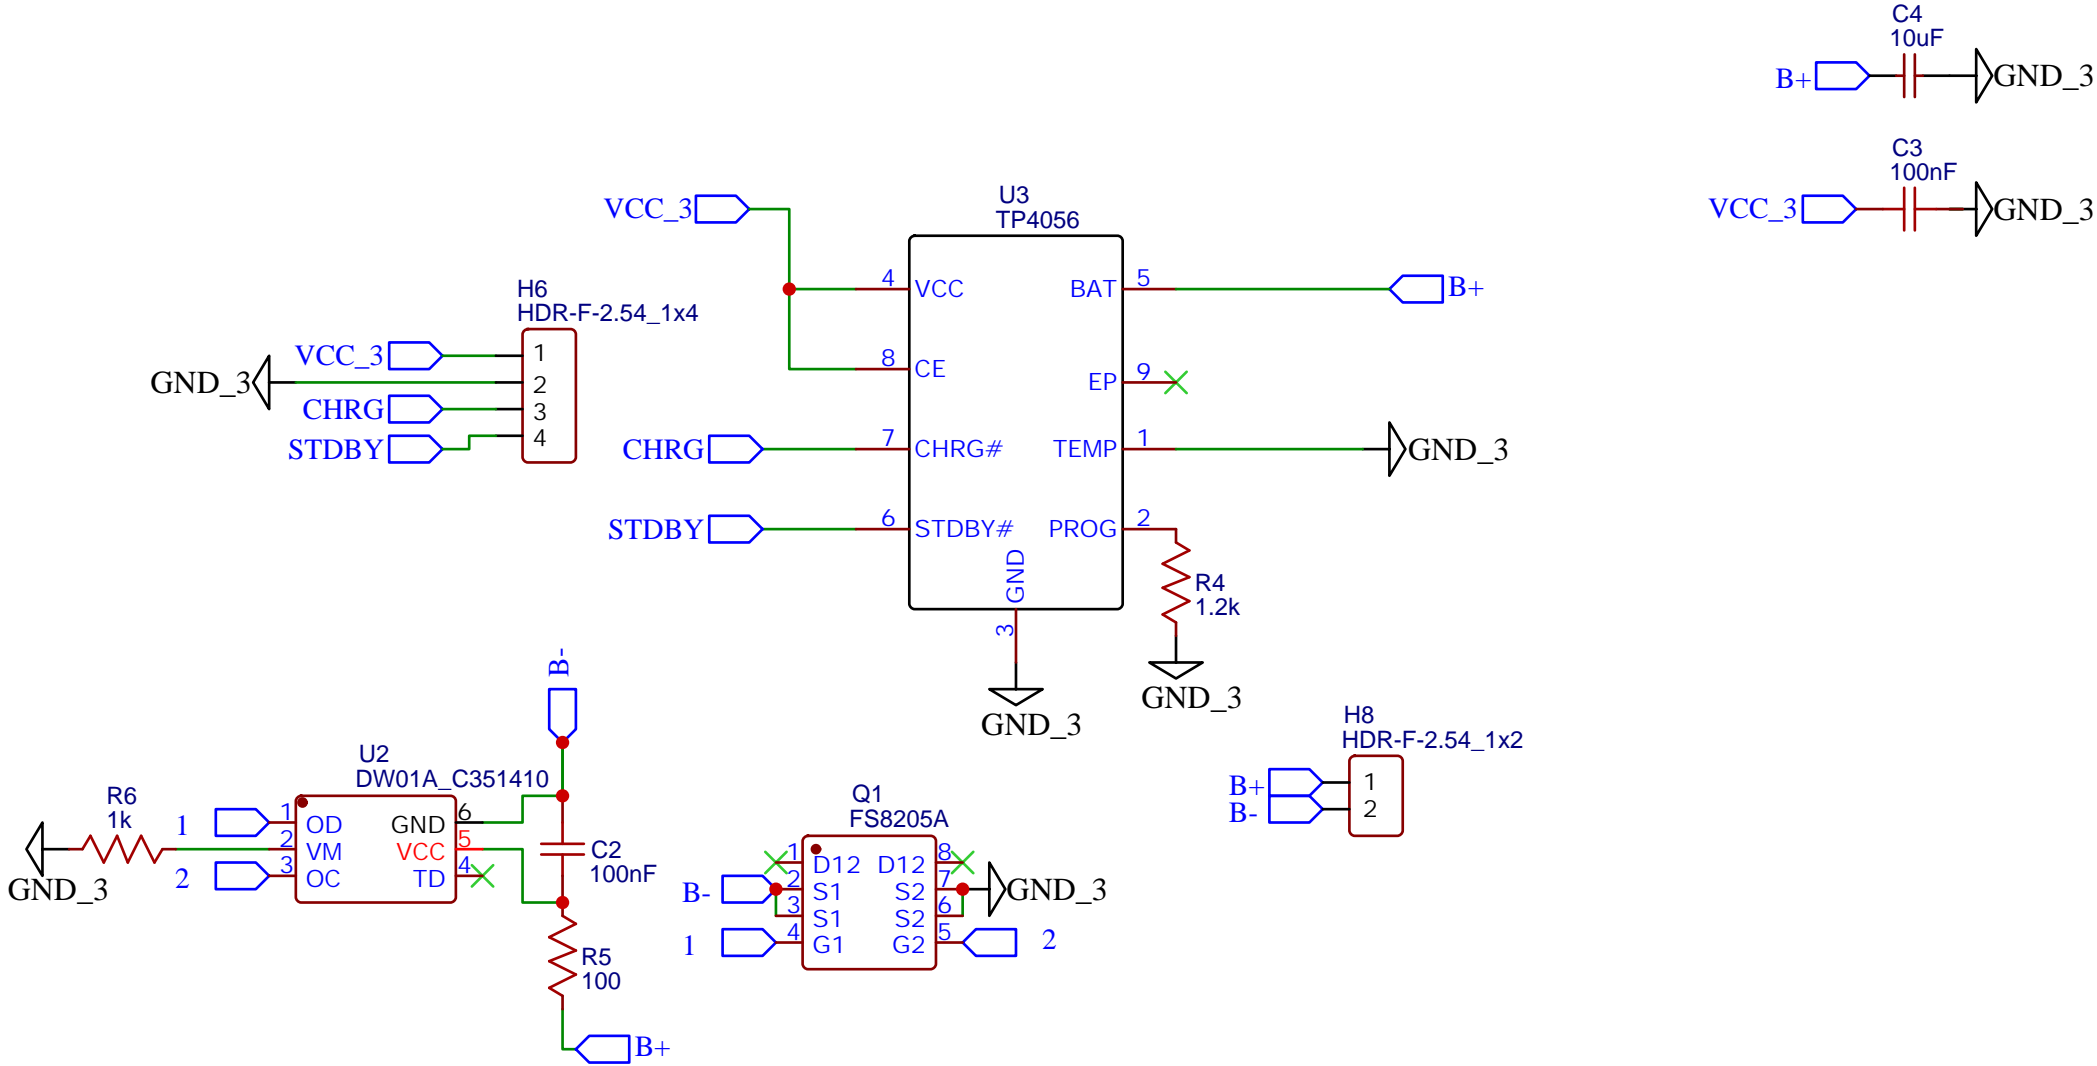 C4
10uF
B+
GND_3
C3
100nF
VCC_3
GND_3
U3
TP4056
VCC_3
4
VCC
BAT
5
B+
8
CE
EP
9
7
CHRG#
TEMP
1
GND_3
CHRG
6
STDBY#
PROG
2
STDBY
GND
3
GND_3
R4
1.2k
GND_3
H6
HDR-F-2.54_1x4
VCC_3
1
GND_3
2
CHRG
3
STDBY
4
B-
U2
DW01A_C351410
R6
1k
GND_3
1
1
OD
GND
6
2
VM
VCC
5
2
3
OC
TD
4
C2
100nF
R5
100
B+
Q1
FS8205A
1
D12
D12
8
B-
2
S1
S2
7
GND_3
3
S1
S2
6
1
4
G1
G2
5
2
H8
HDR-F-2.54_1x2
B+
1
B-
2